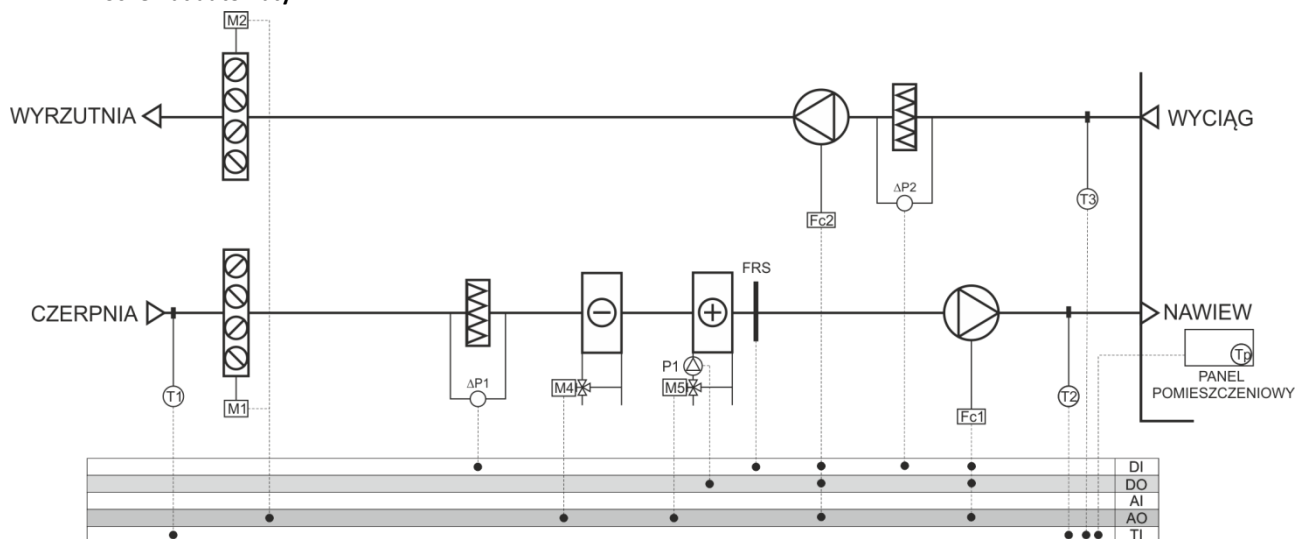 M2
WYRZUTNIA
WYCIĄG
ΔP2
T3
Fc2
FRS
CZERPNIA
NAWIEW
P1
Tp
ΔP1
M4
M5
PANEL
POMIESZCZENIOWY
T1
M1
T2
Fc1
DI
DO
AI
AO
TI